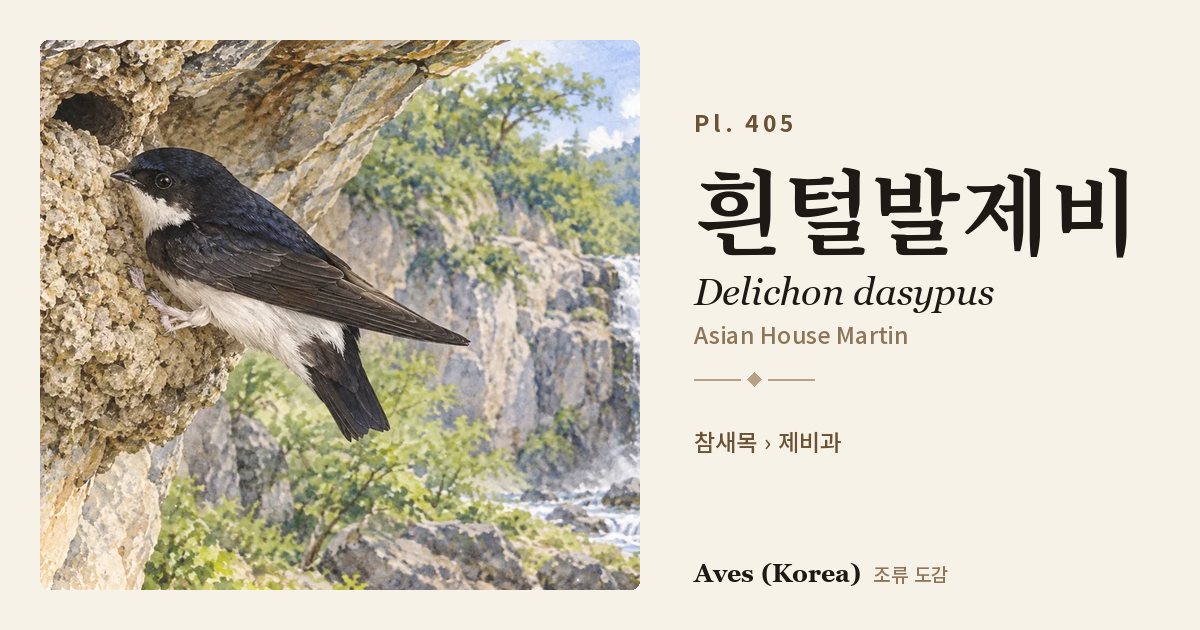 Pl. 405
흰털발제비
Delichon dasypus
Asian House Martin
참새목 › 제비과
Aves (Korea) 조류 도감